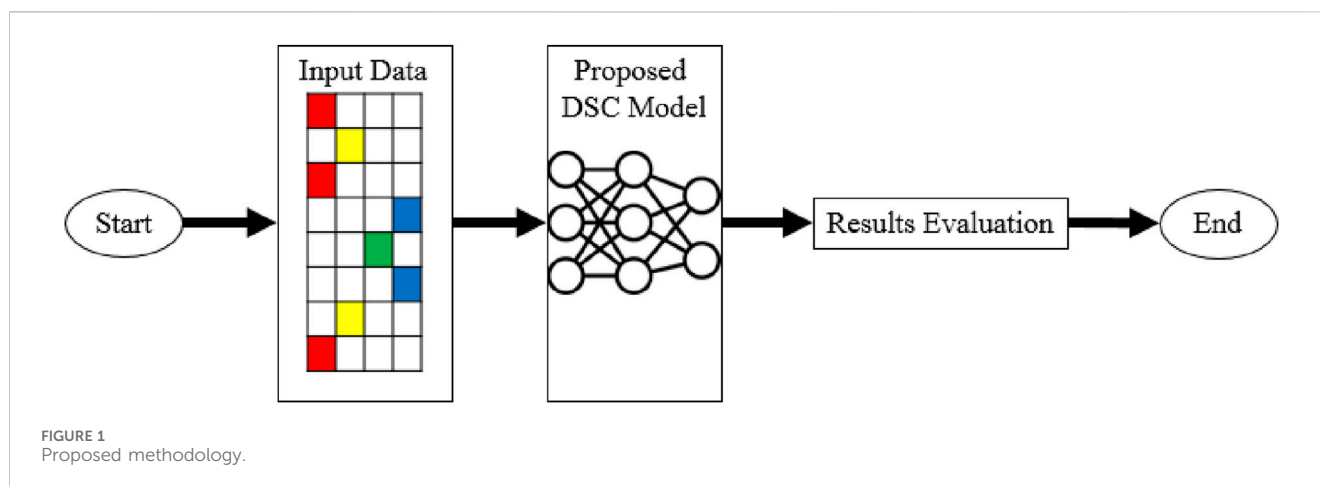 Start
Input Data
Proposed
DSC Model
Results Evaluation
End
FIGURE 1
Proposed methodology.